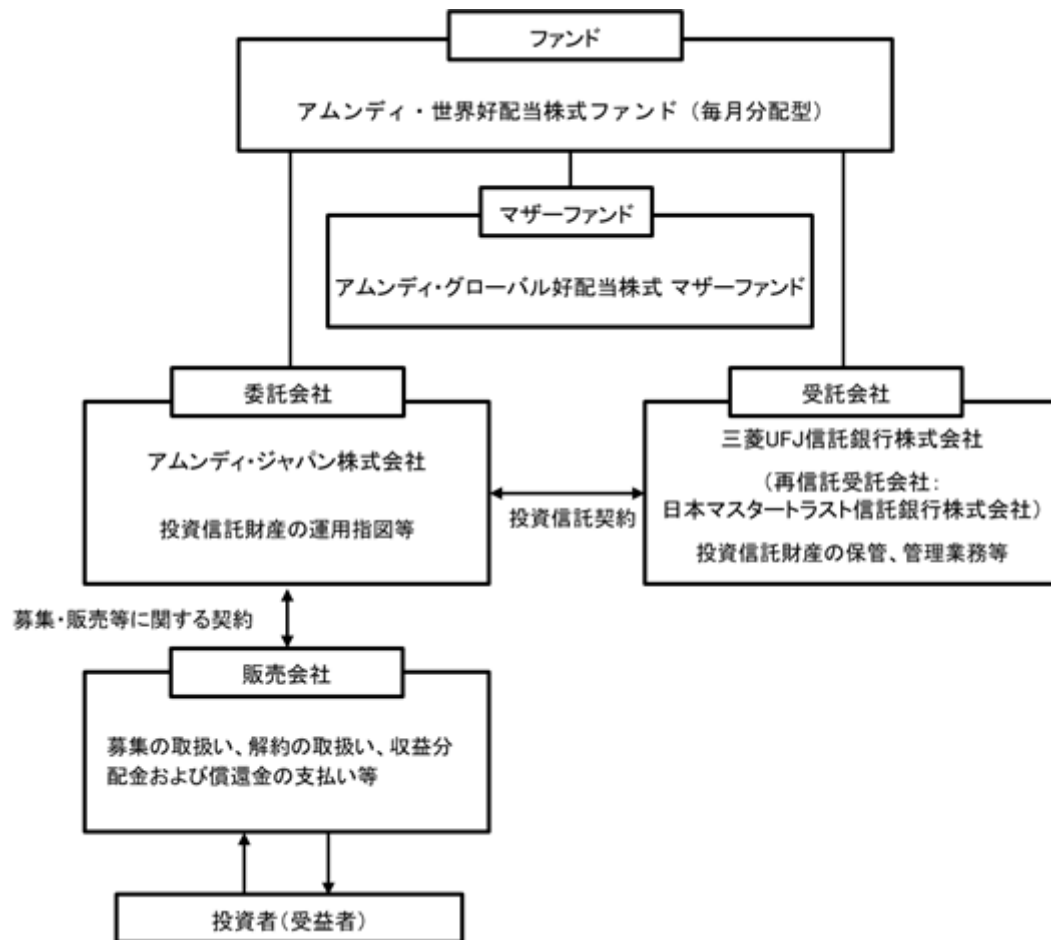 ファンド
アムンディ・世界好配当株式ファンド（毎月分配型）
マザーファンド
アムンディ・グローバル好配当株式 マザーファンド
委託会社
アムンディ・ジャパン株式会社
投資信託財産の運用指図等
投資信託契約
受託会社
三菱UFJ信託銀行株式会社
（再信託受託会社：
日本マスタートラスト信託銀行株式会社）
投資信託財産の保管、管理業務等
募集・販売等に関する契約
販売会社
募集の取扱い、解約の取扱い、収益分
配金および償還金の支払い等
投資者（受益者）